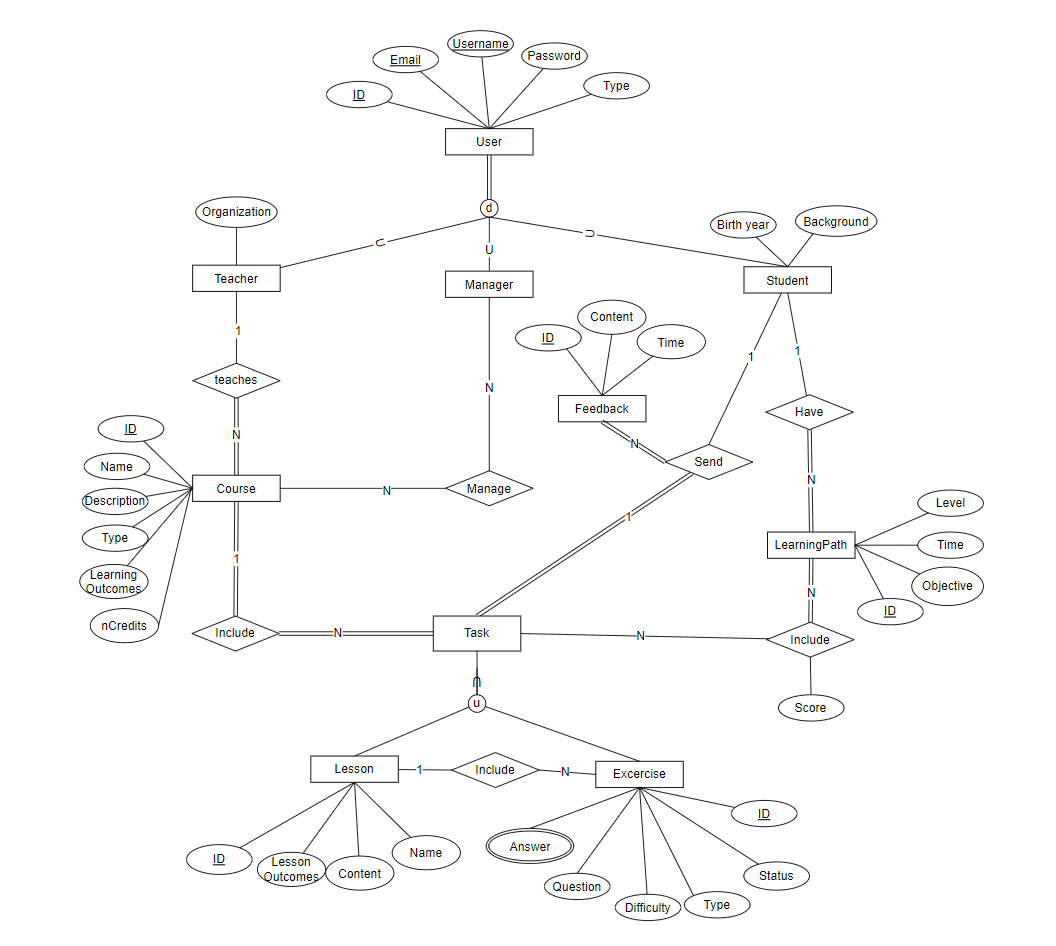 Username
Email
Password
Type
ID
User
d
Organization
Birth year
Background
U
U
U
Teacher
Manager
Student
Content
ID
Time
1
1
1
teaches
N
Feedback
Have
ID
N
N
Send
Name
Course
N
Manage
N
Description
Level
1
Type
LearningPath
Time
1
Learning
Outcomes
Objective
N
ID
nCredits
Include
N
Task
N
Include
U
u
Score
Lesson
1
Include
N
Excercise
ID
Answer
Name
ID
Lesson
Outcomes
Content
Status
Question
Difficulty
Type